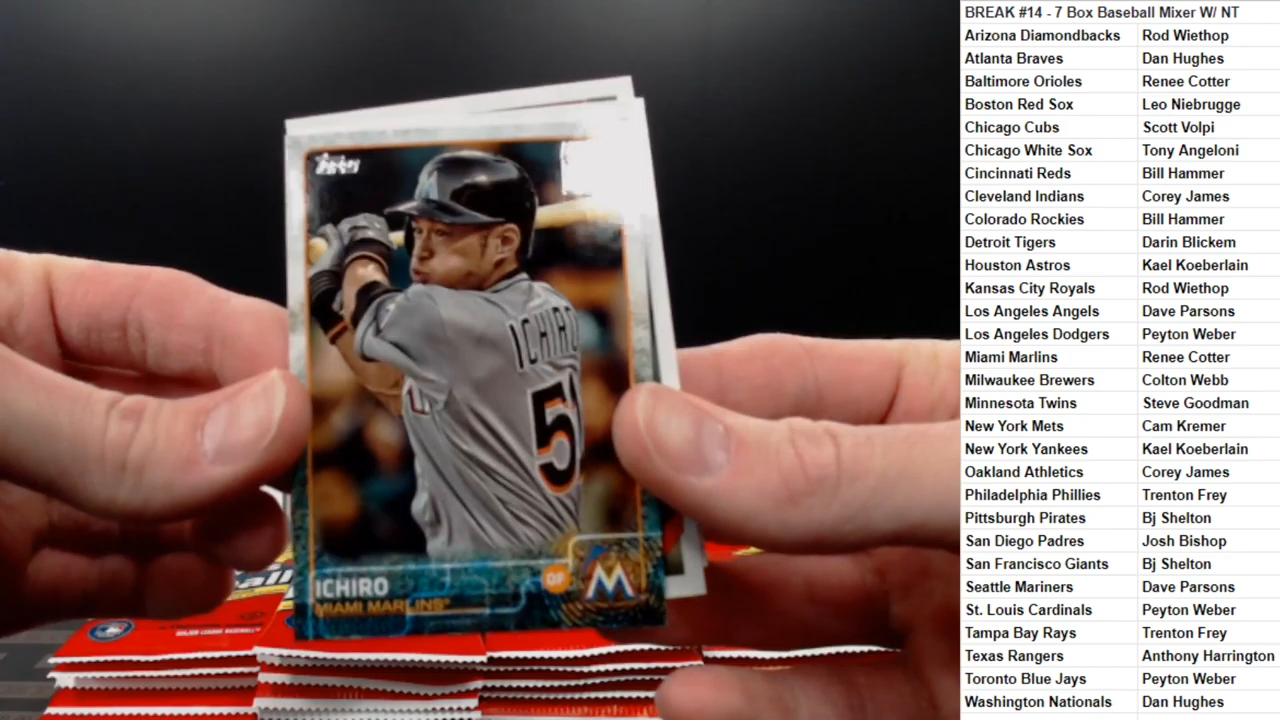 Topps
ICHIRO
51
ICHIRO
OF
MIAMI MARLINS
MAJOR LEAGUE BASEBALL
BREAK #14 - 7 Box Baseball Mixer W/ NT
Arizona Diamondbacks Rod Wiethop
Atlanta Braves Dan Hughes
Baltimore Orioles Renee Cotter
Boston Red Sox Leo Niebrugge
Chicago Cubs Scott Volpi
Chicago White Sox Tony Angeloni
Cincinnati Reds Bill Hammer
Cleveland Indians Corey James
Colorado Rockies Bill Hammer
Detroit Tigers Darin Blickem
Houston Astros Kael Koeberlain
Kansas City Royals Rod Wiethop
Los Angeles Angels Dave Parsons
Los Angeles Dodgers Peyton Weber
Miami Marlins Renee Cotter
Milwaukee Brewers Colton Webb
Minnesota Twins Steve Goodman
New York Mets Cam Kremer
New York Yankees Kael Koeberlain
Oakland Athletics Corey James
Philadelphia Phillies Trenton Frey
Pittsburgh Pirates Bj Shelton
San Diego Padres Josh Bishop
San Francisco Giants Bj Shelton
Seattle Mariners Dave Parsons
St. Louis Cardinals Peyton Weber
Tampa Bay Rays Trenton Frey
Texas Rangers Anthony Harrington
Toronto Blue Jays Peyton Weber
Washington Nationals Dan Hughes